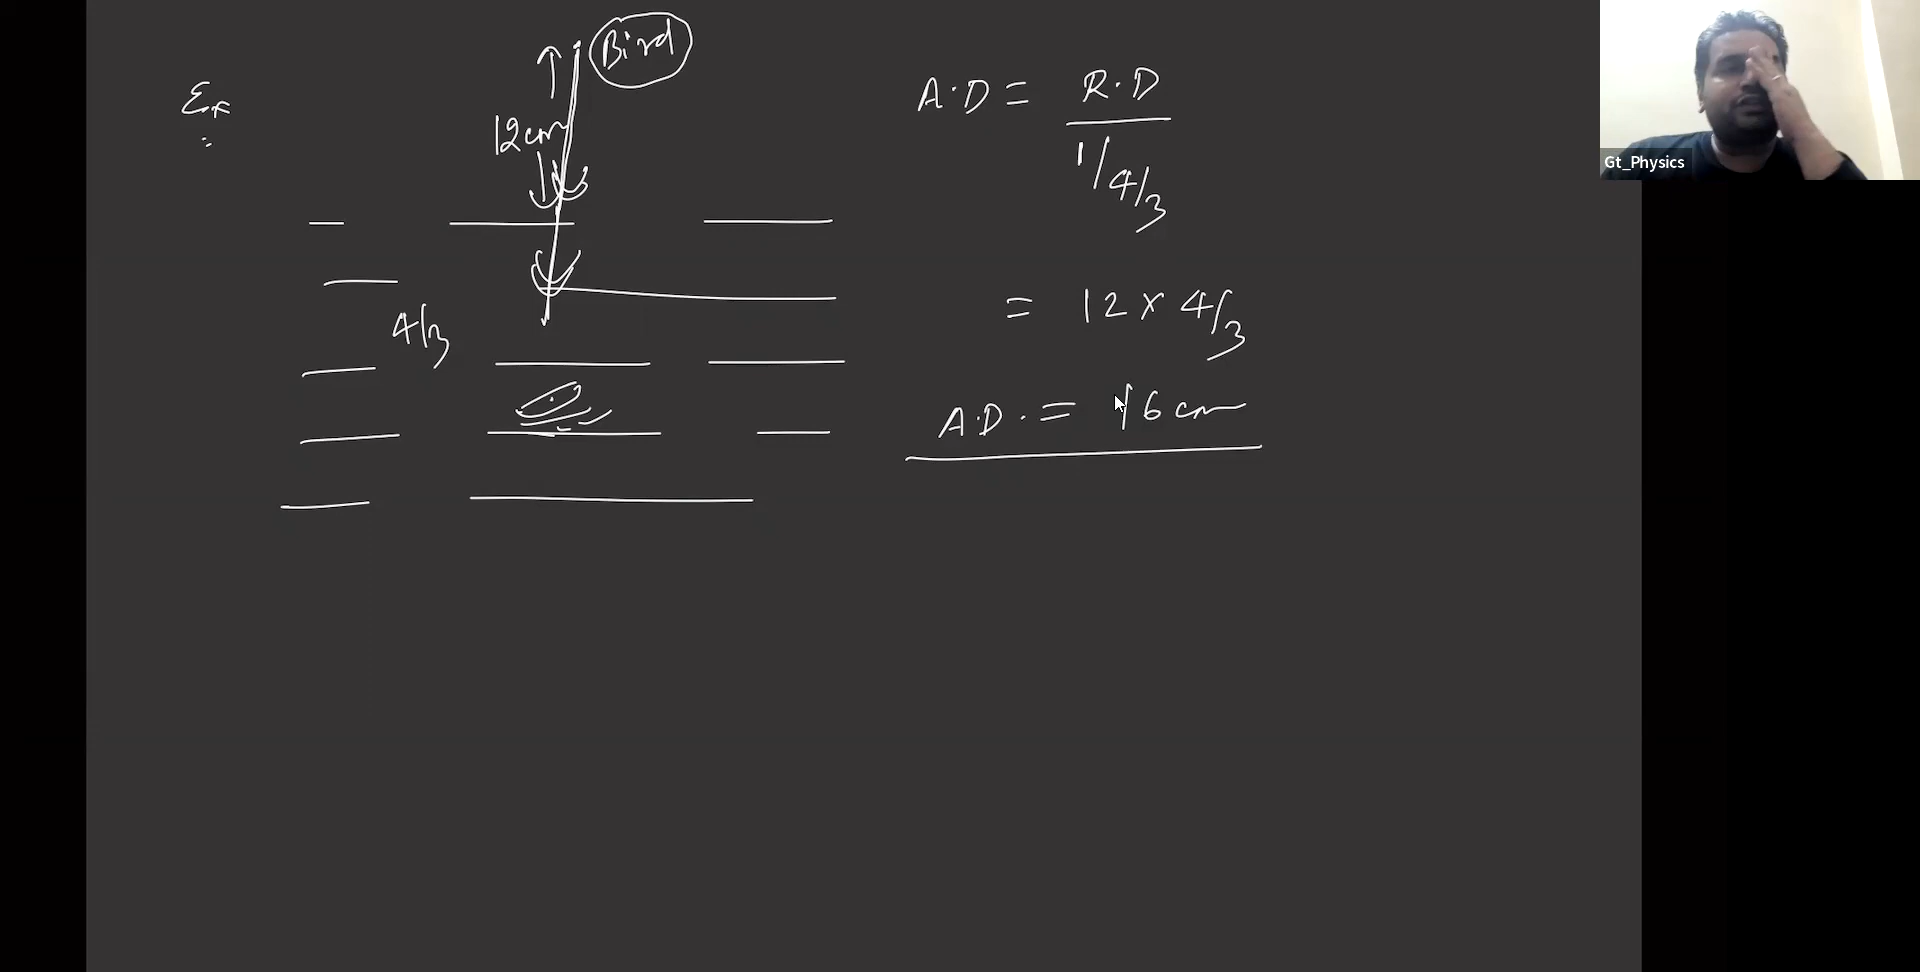 Ex
Bird
12cm
4/3
A.D = R.D
1/4/3
= 12 x 4/3
A.D. = 16 cm
Gt_Physics